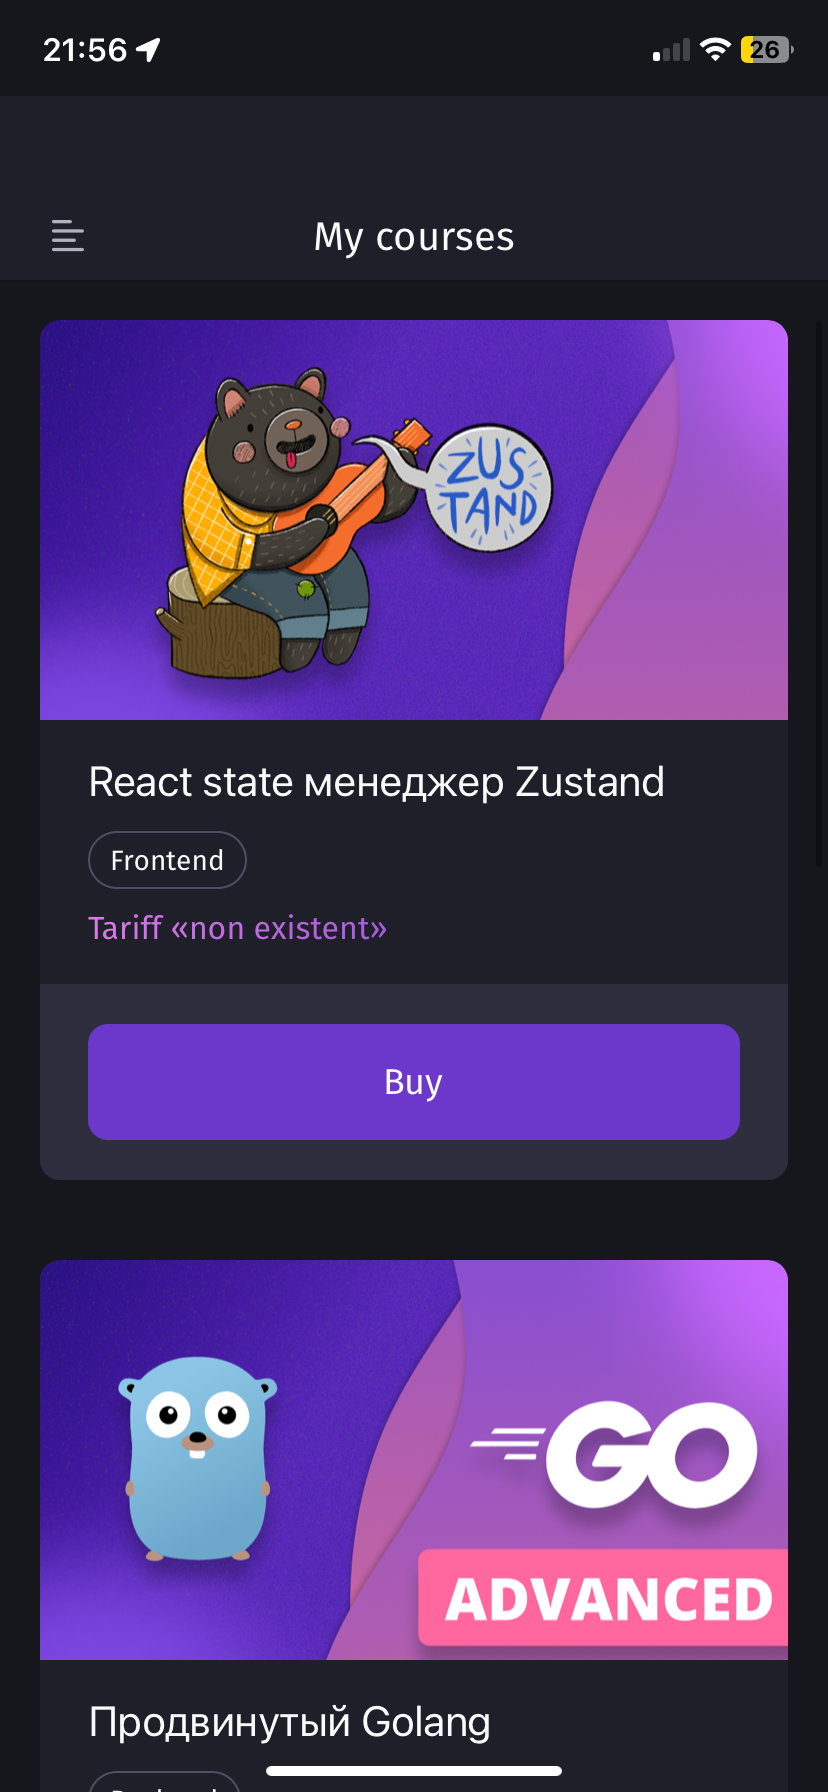 21:56
26
My courses
ZUS
TAND
React state менеджер Zustand
Frontend
Tariff «non existent»
Buy
GO
ADVANCED
Продвинутый Golang